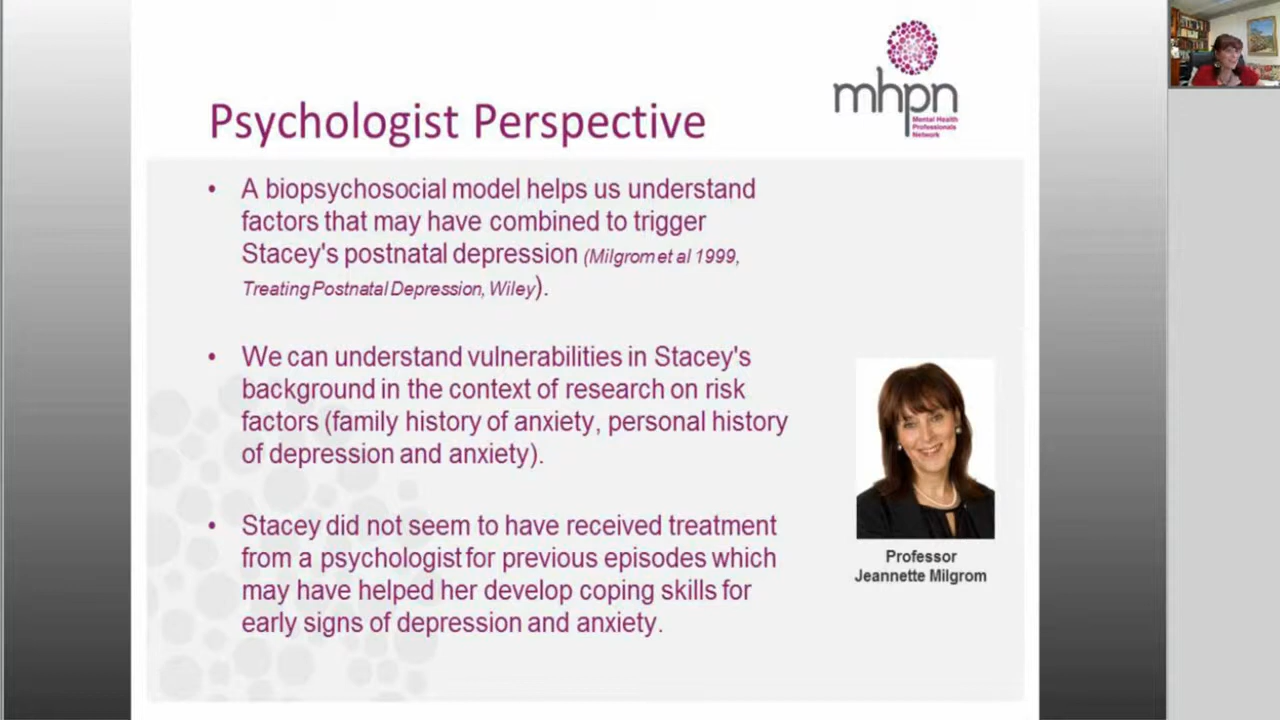 mhpn
Mental Health
Professionals
Network
Psychologist Perspective
• A biopsychosocial model helps us understand
factors that may have combined to trigger
Stacey's postnatal depression (Milgrom et al 1999,
Treating Postnatal Depression, Wiley).
• We can understand vulnerabilities in Stacey's
background in the context of research on risk
factors (family history of anxiety, personal history
of depression and anxiety).
• Stacey did not seem to have received treatment
from a psychologist for previous episodes which
may have helped her develop coping skills for
early signs of depression and anxiety.
Professor
Jeannette Milgrom